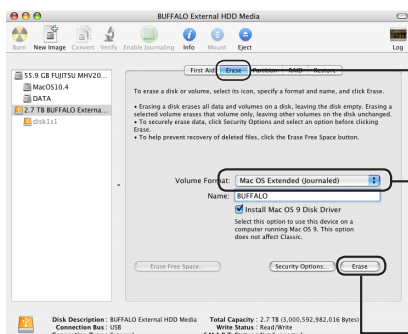 BUFFALO External HDD Media
Burn New Image Convert Verify Enable Journaling Info Mount Eject Log
55.9 GB FUJITSU MHV20...
MacOS10.4
DATA
2.7 TB BUFFALO Externa...
disk1s1
First Aid Erase Partition RAID Restore
To erase a disk or volume, select its icon, specify a format and name, and click Erase.
• Erasing a disk erases all data and volumes on a disk, leaving the disk empty. Erasing a
selected volume erases that volume only, leaving other volumes on the disk unchanged.
• To securely erase data, click Security Options and select an option before clicking
Erase.
• To help prevent recovery of deleted files, click the Erase Free Space button.
Volume Format: Mac OS Extended (Journaled)
Name: BUFFALO
Install Mac OS 9 Disk Driver
Select this option to use this device on a
computer running Mac OS 9. This option
does not affect Classic.
Erase Free Space... Security Options... Erase
Disk Description : BUFFALO External HDD Media Total Capacity : 2.7 TB (3,000,592,982,016 Bytes)
Connection Bus : USB Write Status : Read/Write